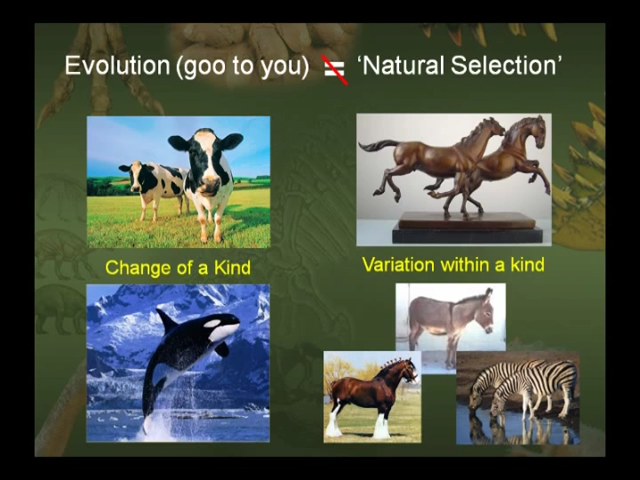 Evolution (goo to you) = 'Natural Selection'
Change of a Kind
Variation within a kind